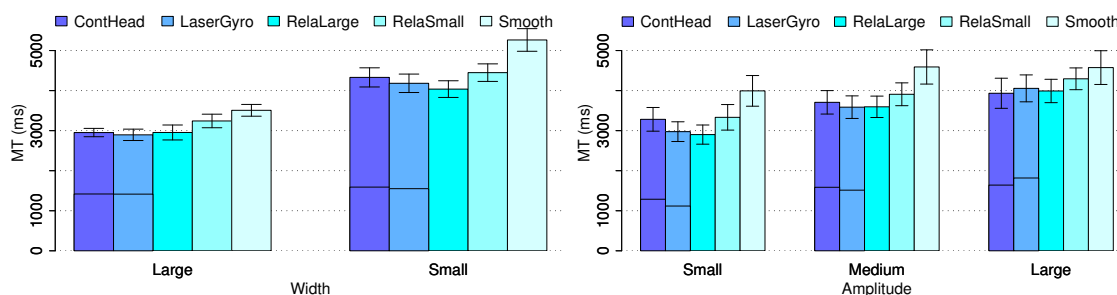 ContHead LaserGyro RelaLarge RelaSmall Smooth
MT (ms)
5000
3000
1000
0
Large Small
Width
ContHead LaserGyro RelaLarge RelaSmall Smooth
MT (ms)
5000
3000
1000
0
Small Medium Large
Amplitude